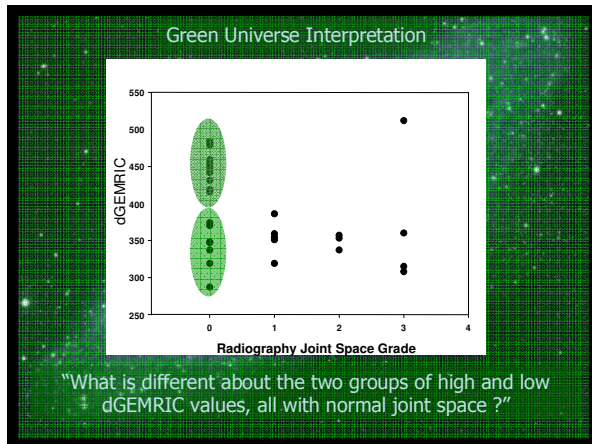 Green Universe Interpretation
550
500
450
400
350
300
250
dGEMRIC
0 1 2 3 4
Radiography Joint Space Grade
“What is different about the two groups of high and low
dGEMRIC values, all with normal joint space ?”